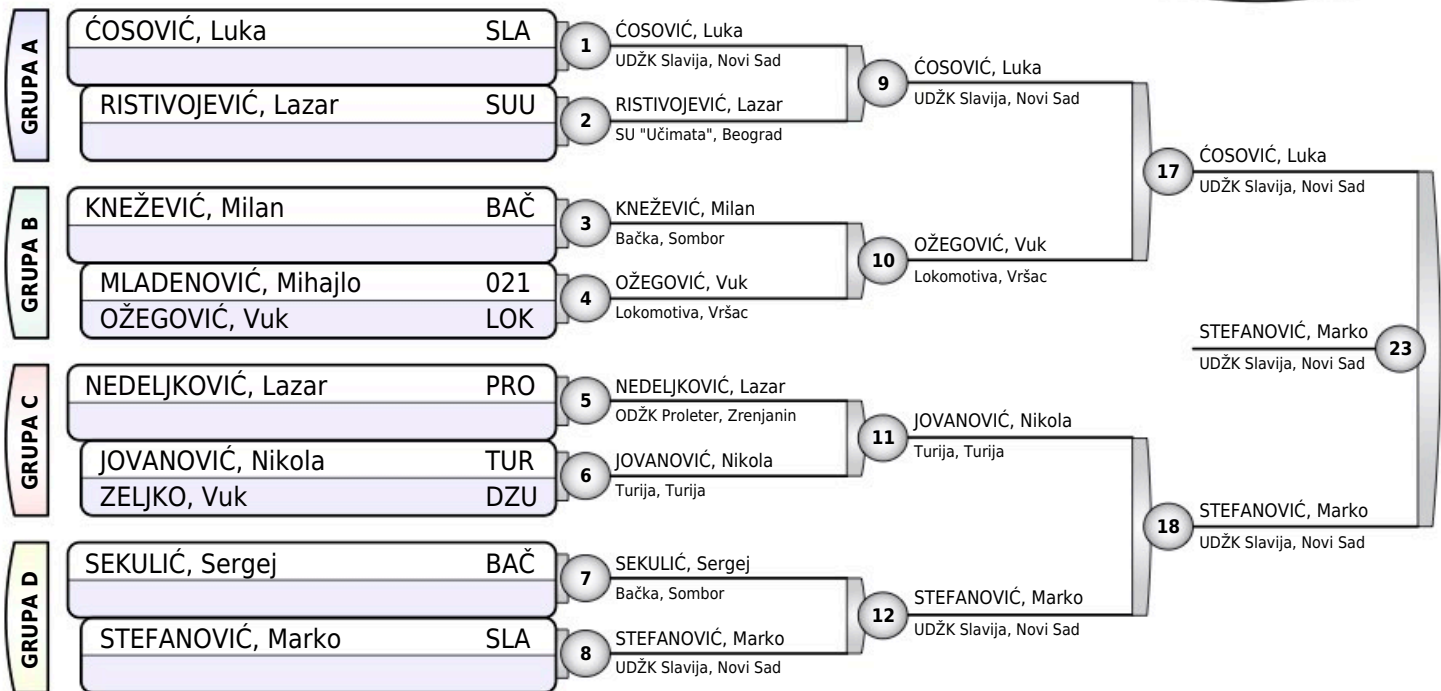 GRUPA A
ĆOSOVIĆ, Luka SLA
RISTIVOJEVIĆ, Lazar SUU
1
ĆOSOVIĆ, Luka
UDŽK Slavija, Novi Sad
2
RISTIVOJEVIĆ, Lazar
SU "Učimata", Beograd
9
ĆOSOVIĆ, Luka
UDŽK Slavija, Novi Sad
GRUPA B
KNEŽEVIĆ, Milan BAČ
MLADENOVIĆ, Mihajlo 021
OŽEGOVIĆ, Vuk LOK
3
KNEŽEVIĆ, Milan
Bačka, Sombor
4
OŽEGOVIĆ, Vuk
Lokomotiva, Vršac
10
OŽEGOVIĆ, Vuk
Lokomotiva, Vršac
17
ĆOSOVIĆ, Luka
UDŽK Slavija, Novi Sad
GRUPA C
NEDELJKOVIĆ, Lazar PRO
JOVANOVIĆ, Nikola TUR
ZELJKO, Vuk DZU
5
NEDELJKOVIĆ, Lazar
ODŽK Proleter, Zrenjanin
6
JOVANOVIĆ, Nikola
Turija, Turija
11
JOVANOVIĆ, Nikola
Turija, Turija
GRUPA D
SEKULIĆ, Sergej BAČ
STEFANOVIĆ, Marko SLA
7
SEKULIĆ, Sergej
Bačka, Sombor
8
STEFANOVIĆ, Marko
UDŽK Slavija, Novi Sad
12
STEFANOVIĆ, Marko
UDŽK Slavija, Novi Sad
18
STEFANOVIĆ, Marko
UDŽK Slavija, Novi Sad
STEFANOVIĆ, Marko
UDŽK Slavija, Novi Sad
23